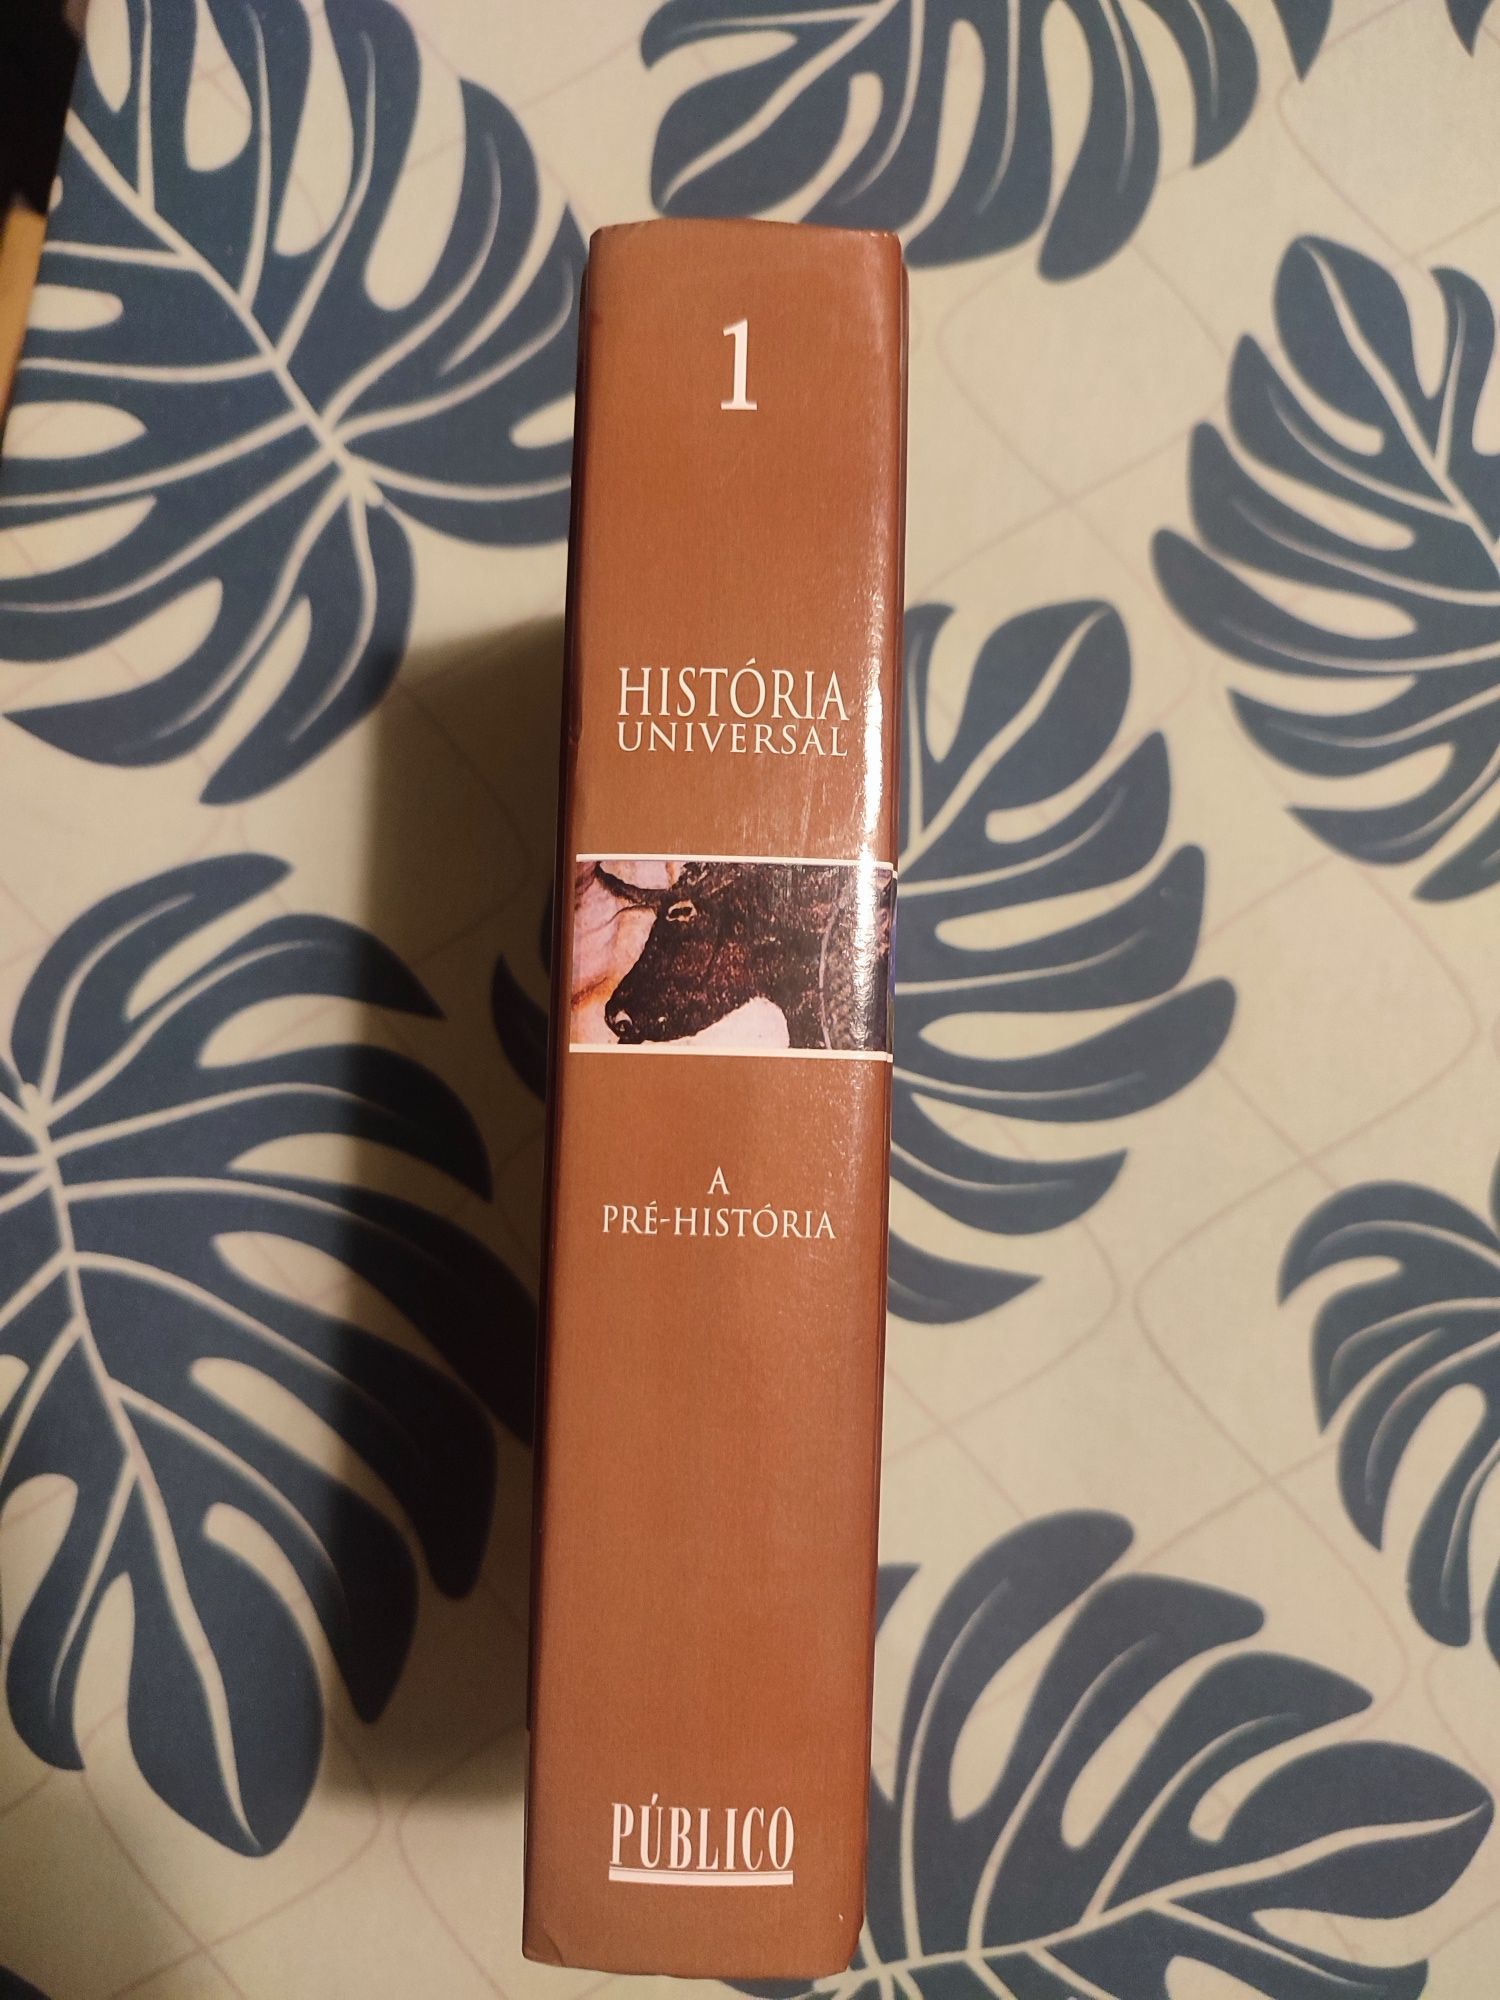 1
HISTÓRIA
UNIVERSAL
A
PRÉ-HISTÓRIA
PÚBLICO